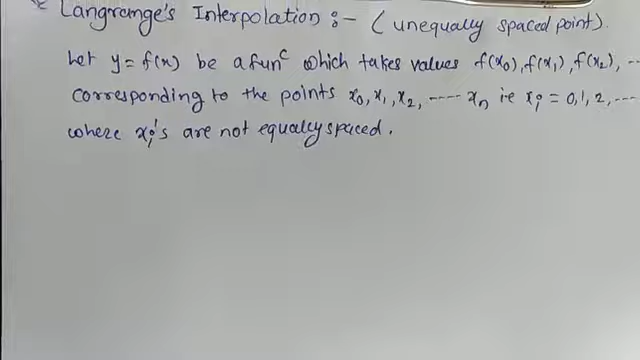 Langrange's Interpolation :- (unequally spaced point).
Let y = f(x) be a funᶜ which takes values f(x₀), f(x₁), f(x₂), ...
corresponding to the points x₀, x₁, x₂, ..... xₙ i.e xᵢ = 0, 1, 2, ....
where xᵢ's are not equally spaced.